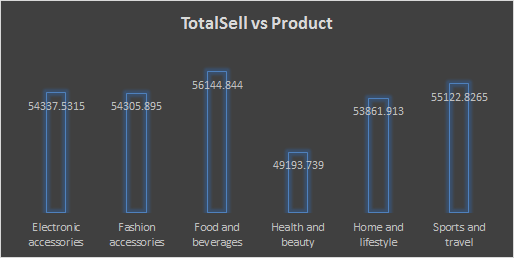 TotalSell vs Product
56144.844
55122.8265
54337.5315
54305.895
53861.913
49193.739
Electronic accessories
Fashion accessories
Food and beverages
Health and beauty
Home and lifestyle
Sports and travel